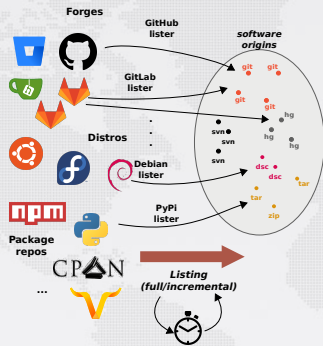 Forges
GitHub
lister
software
origins
git
git
GitLab
lister
git
git
hg
svn
hg
svn
hg
svn
Distros
Debian
lister
dsc
dsc
tar
tar
zip
npm
PyPi
lister
Package
repos
CPAN
...
Listing
(full/incremental)